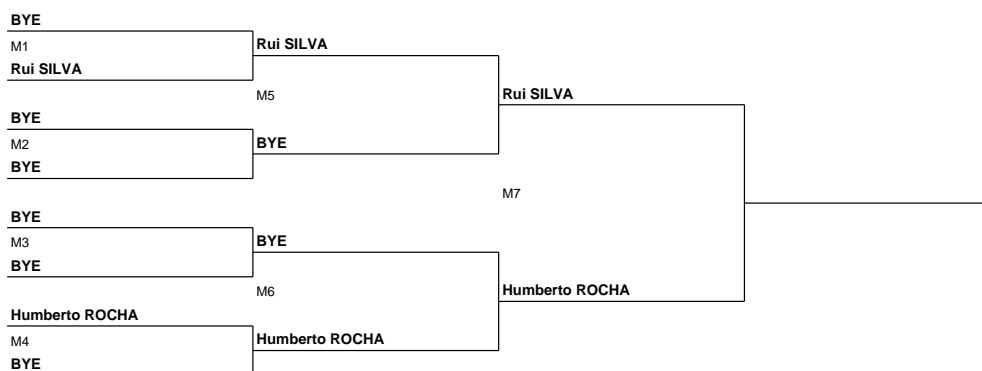 BYE
M1
Rui SILVA
Rui SILVA
M5
BYE
M2
BYE
BYE
Rui SILVA
M7
BYE
M3
BYE
BYE
M6
Humberto ROCHA
Humberto ROCHA
M4
BYE
Humberto ROCHA